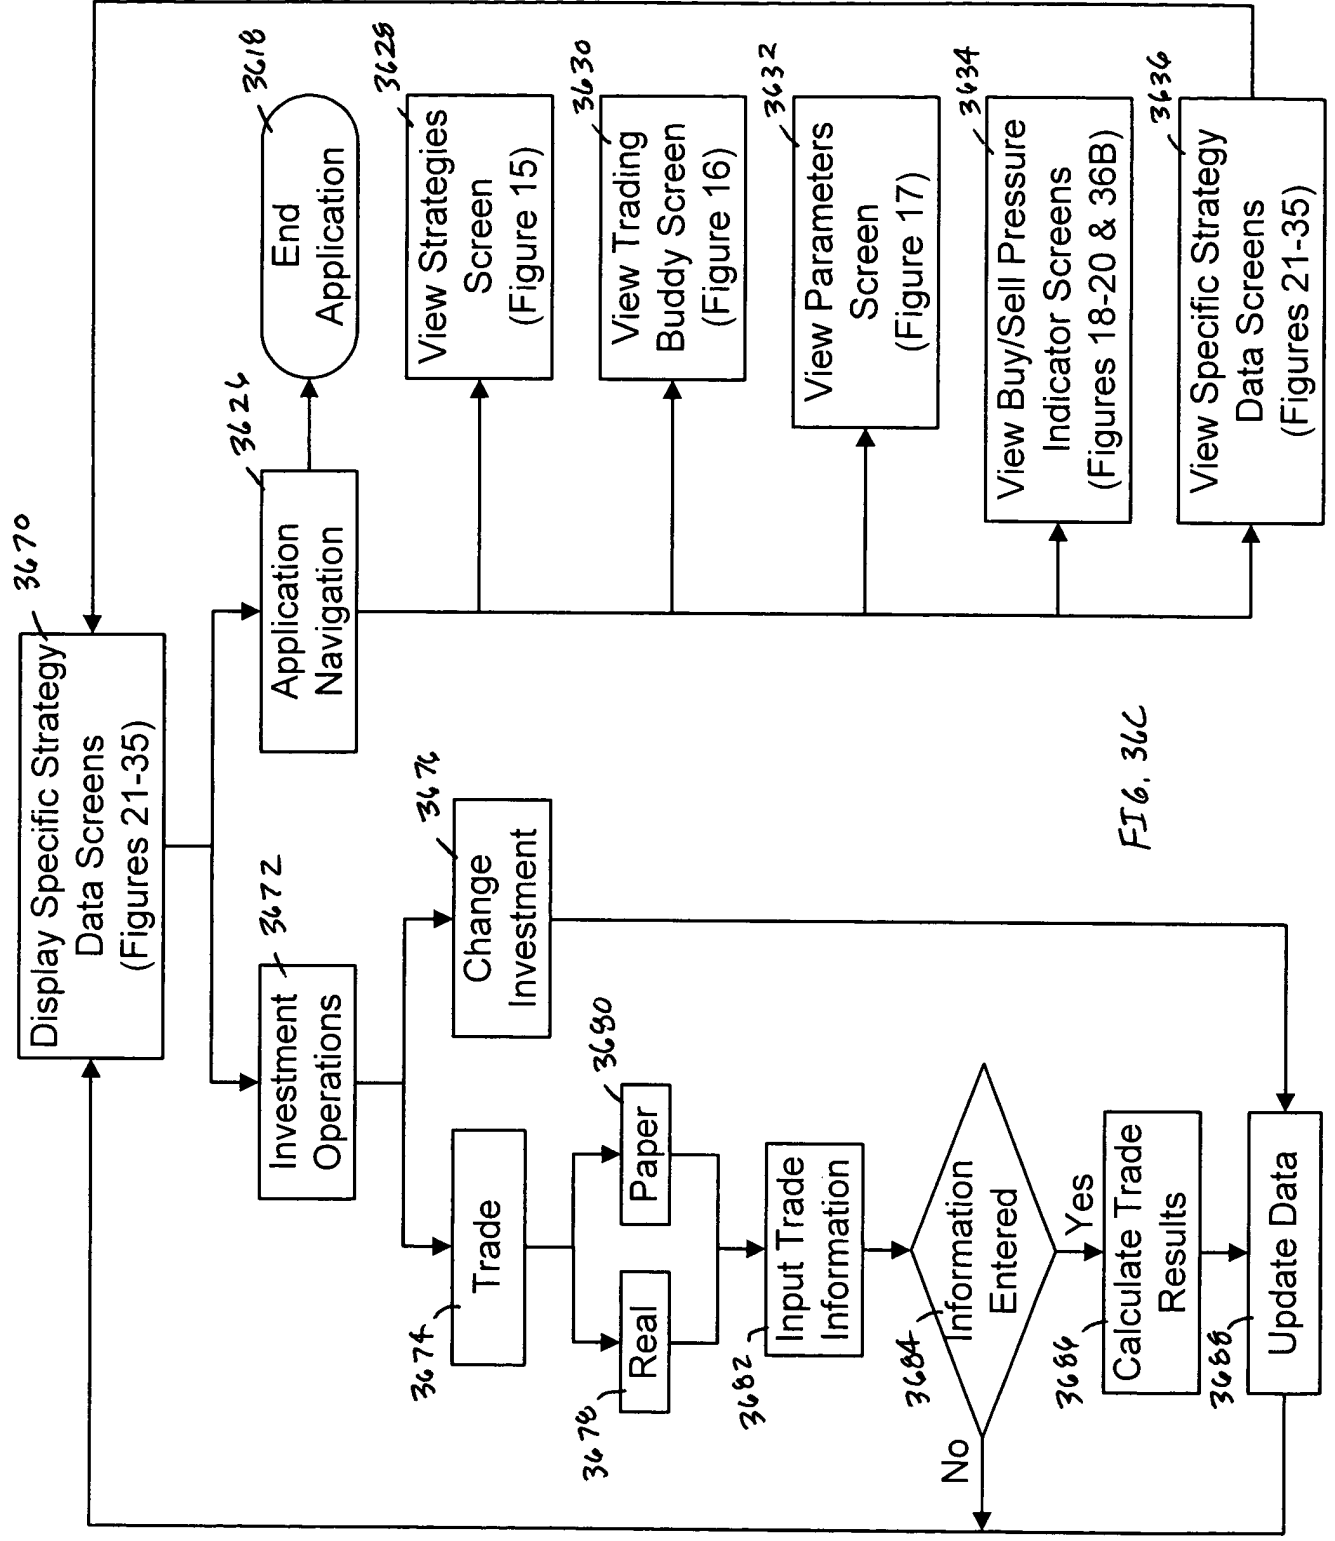 3670
Display Specific Strategy
Data Screens
(Figures 21-35)
3672
Investment
Operations
3626
Application
Navigation
3618
End
Application
3674
Trade
3676
Change
Investment
3628
View Strategies
Screen
(Figure 15)
3678
Real
3680
Paper
3630
View Trading
Buddy Screen
(Figure 16)
3682
Input Trade
Information
3632
View Parameters
Screen
(Figure 17)
3684
Information
Entered
No
Yes
3634
View Buy/Sell Pressure
Indicator Screens
(Figures 18-20 & 36B)
3686
Calculate Trade
Results
3636
View Specific Strategy
Data Screens
(Figures 21-35)
3688
Update Data
FIG. 36C